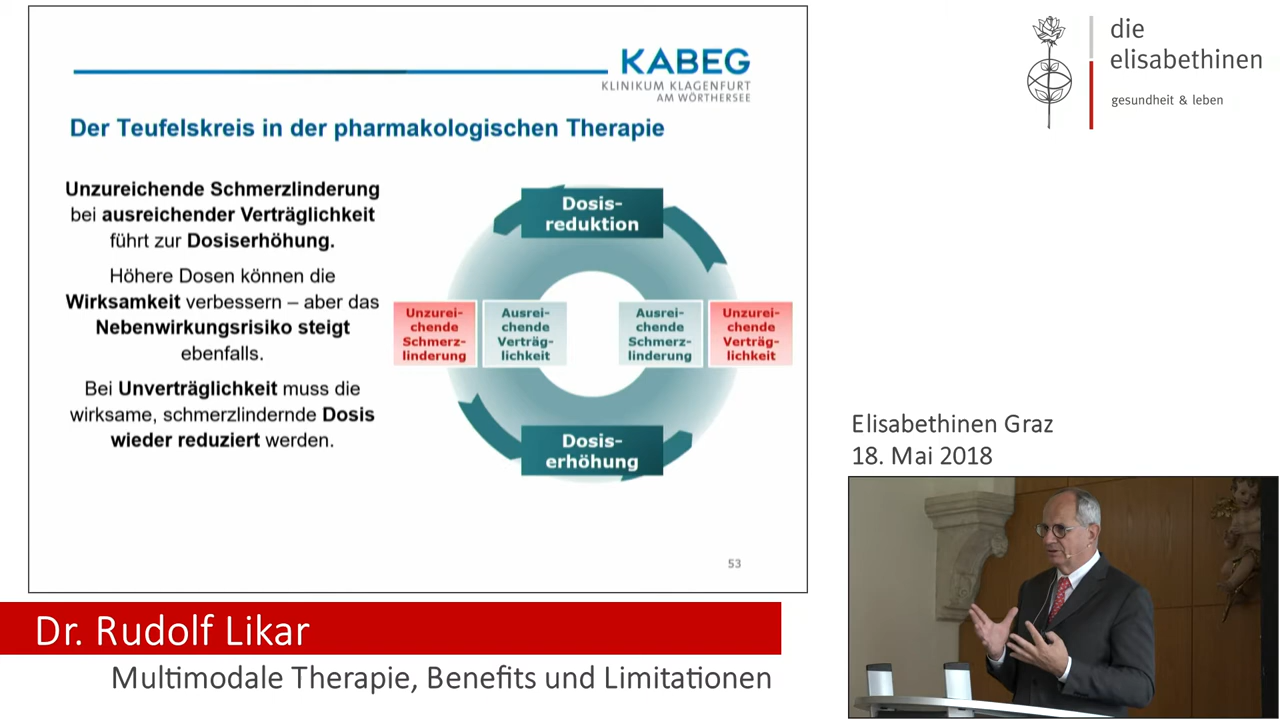 KABEG
KLINIKUM KLAGENFURT
AM WÖRTHERSEE
Der Teufelskreis in der pharmakologischen Therapie
Unzureichende Schmerzlinderung
bei ausreichender Verträglichkeit
führt zur Dosiserhöhung.
Höhere Dosen können die
Wirksamkeit verbessern – aber das
Nebenwirkungsrisiko steigt
ebenfalls.
Bei Unverträglichkeit muss die
wirksame, schmerzlindernde Dosis
wieder reduziert werden.
Dosis-
reduktion
Unzurei-
chende
Schmerz-
linderung
Ausrei-
chende
Verträg-
lichkeit
Ausrei-
chende
Schmerz-
linderung
Unzurei-
chende
Verträg-
lichkeit
Dosis-
erhöhung
53
die
elisabethinen
gesundheit & leben
Elisabethinen Graz
18. Mai 2018
Dr. Rudolf Likar
Multimodale Therapie, Benefits und Limitationen